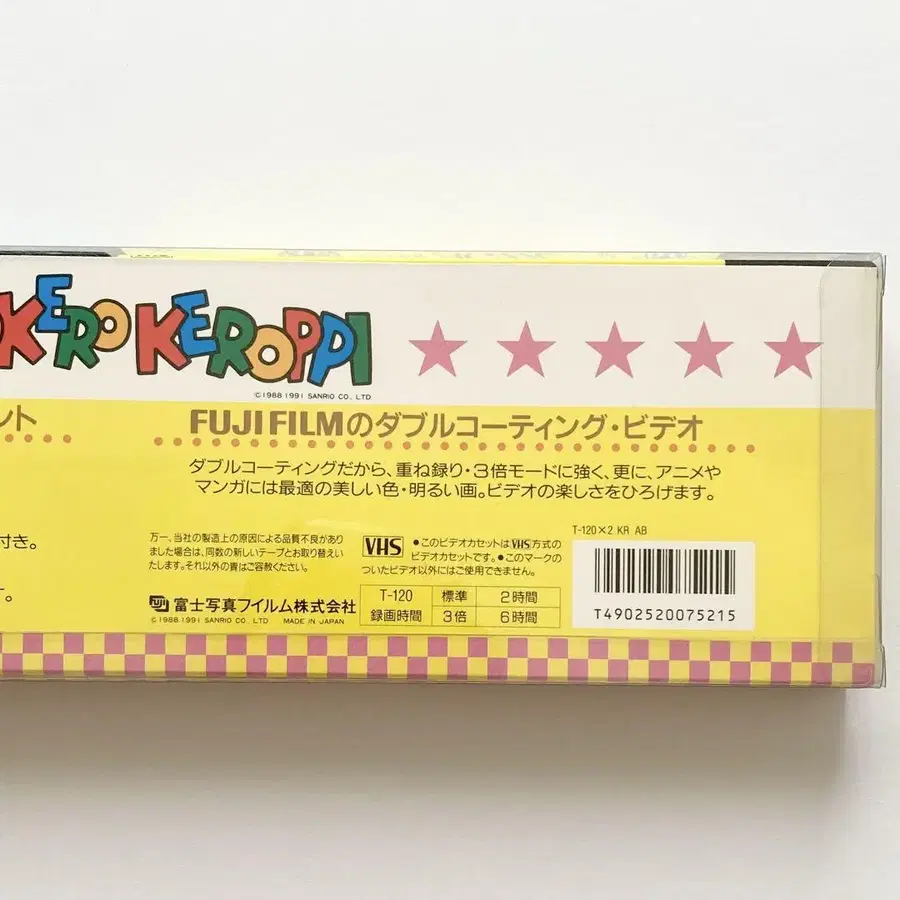 KERO KEROPPI
©1988 1991 SANRIO CO., LTD
ント
FUJI FILMのダブルコーティング・ビデオ
ダブルコーティングだから、重ね録り・3倍モードに強く、更に、アニメや
マンガには最適の美しい色・明るい画。ビデオの楽しさをひろげます。
付き。
す。
万一、当社の製造上の原因による品質不良があり
ました場合は、同数の新しいテープとお取り替えい
たします。それ以外の責はご容赦ください。
VHS
●このビデオカセットはVHS方式の
ビデオカセットです。●このマークの
ついたビデオ以外にはご使用できません。
T-120×2 KR AB
T-120 標準 2時間
録画時間 3倍 6時間
FUJI 富士写真フイルム株式会社
©1988 1991 SANRIO CO. LTD MADE IN JAPAN
T4902520075215